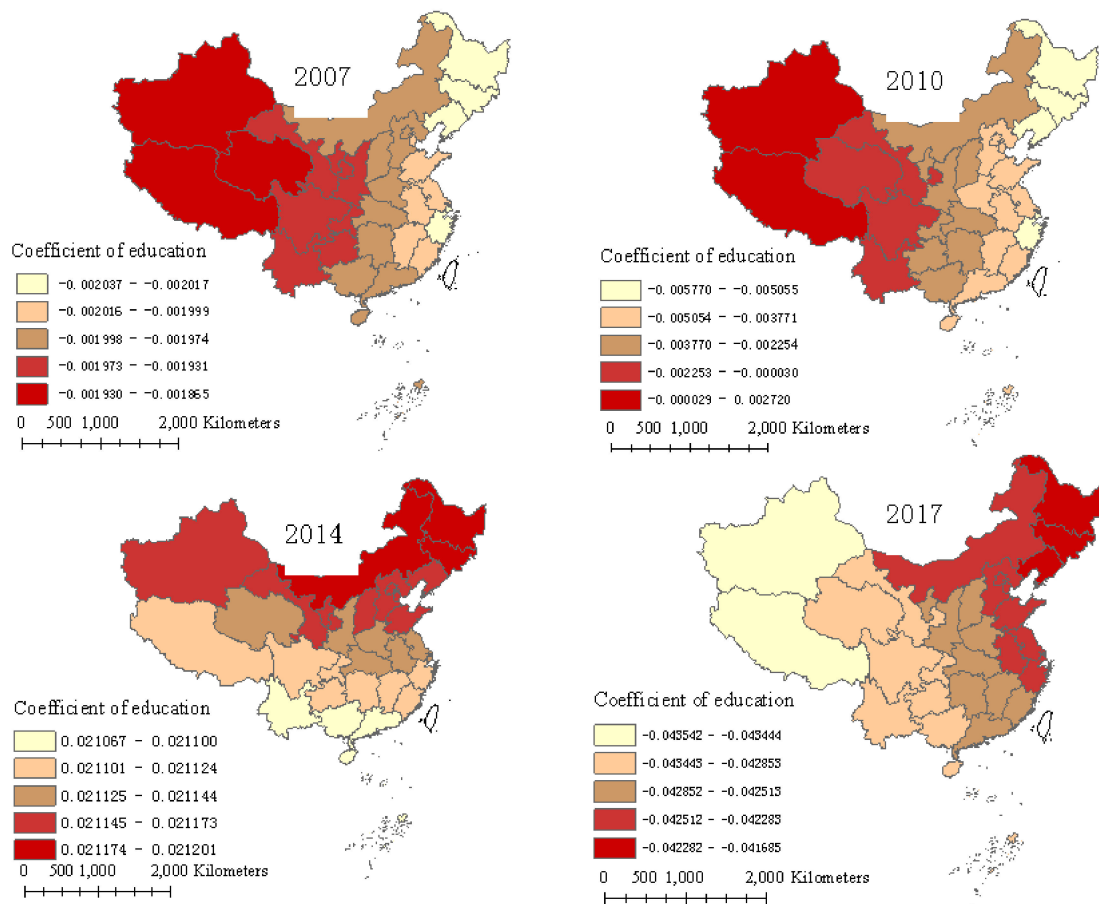 2007
Coefficient of education
-0.002037 - -0.002017
-0.002016 - -0.001999
-0.001998 - -0.001974
-0.001973 - -0.001931
-0.001930 - -0.001865
0 500 1,000 2,000 Kilometers
2010
Coefficient of education
-0.005770 - -0.005055
-0.005054 - -0.003771
-0.003770 - -0.002254
-0.002253 - -0.000030
-0.000029 - 0.002720
0 500 1,000 2,000 Kilometers
2014
Coefficient of education
0.021067 - 0.021100
0.021101 - 0.021124
0.021125 - 0.021144
0.021145 - 0.021173
0.021174 - 0.021201
0 500 1,000 2,000 Kilometers
2017
Coefficient of education
-0.043542 - -0.043444
-0.043443 - -0.042853
-0.042852 - -0.042513
-0.042512 - -0.042283
-0.042282 - -0.041685
0 500 1,000 2,000 Kilometers